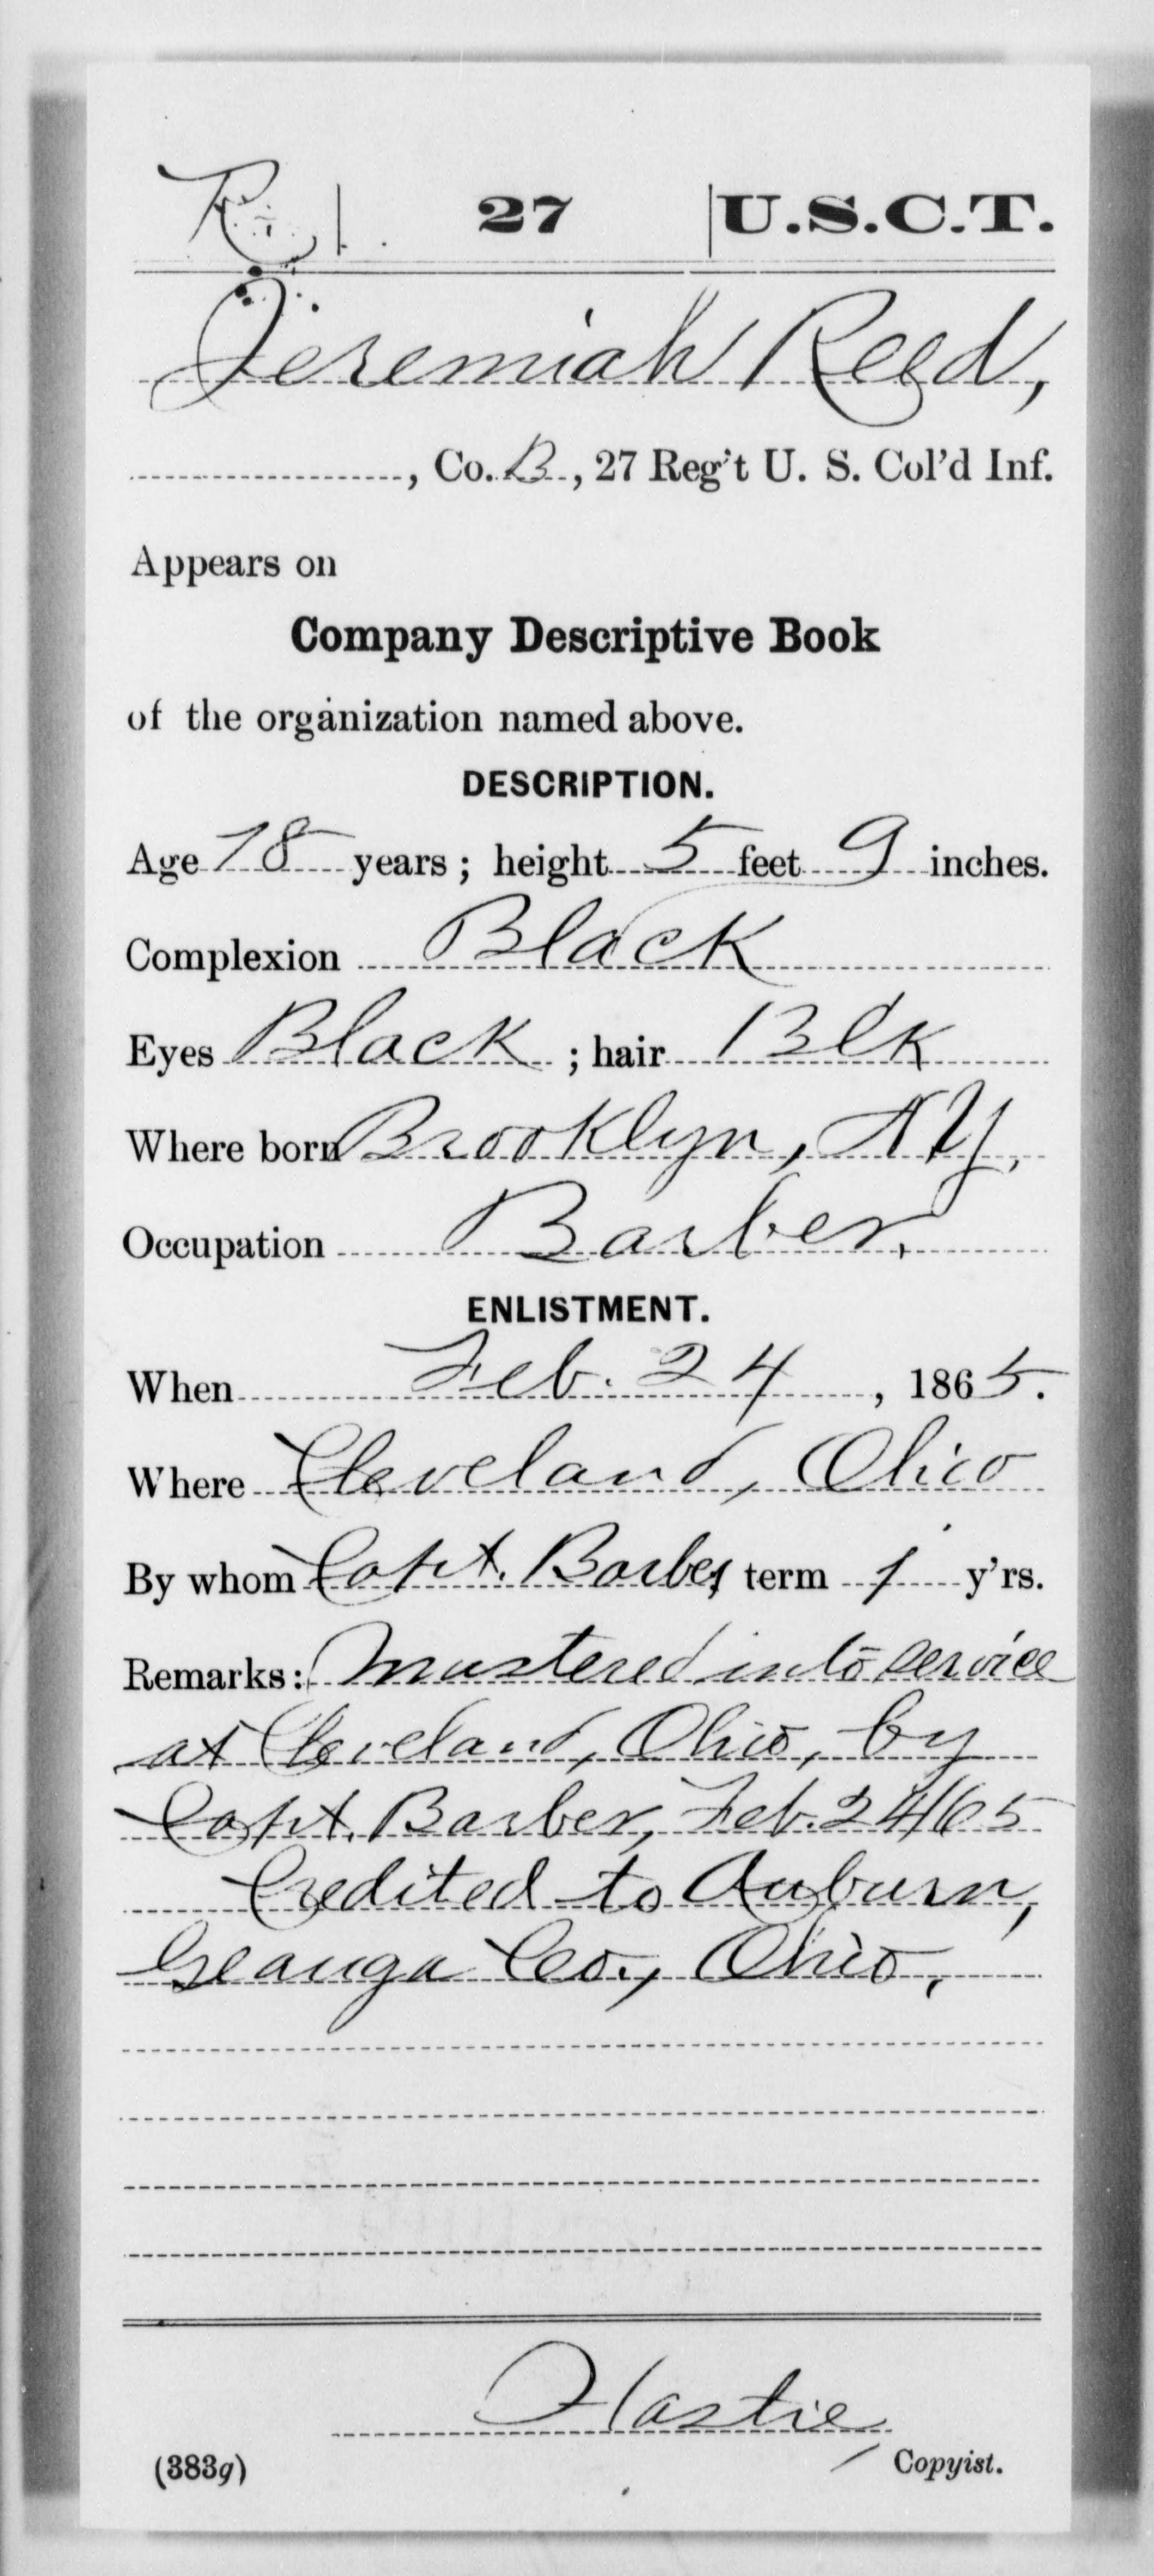 R | 27 | U.S.C.T.
Jeremiah Reed,
, Co. B, 27 Reg't U. S. Col'd Inf.
Appears on
Company Descriptive Book
of the organization named above.
DESCRIPTION.
Age 18 years; height 5 feet 9 inches.
Complexion Black
Eyes Black; hair Blk
Where born Brooklyn, NY,
Occupation Barber,
ENLISTMENT.
When Feb. 24, 1865.
Where Cleveland, Ohio
By whom Capt. Barber, term 1 y'rs.
Remarks: Mustered into service
at Cleveland, Ohio, by
Capt. Barber, Feb. 24/65
Credited to Auburn,
Geauga Co., Ohio,
Hastie
(383g) Copyist.